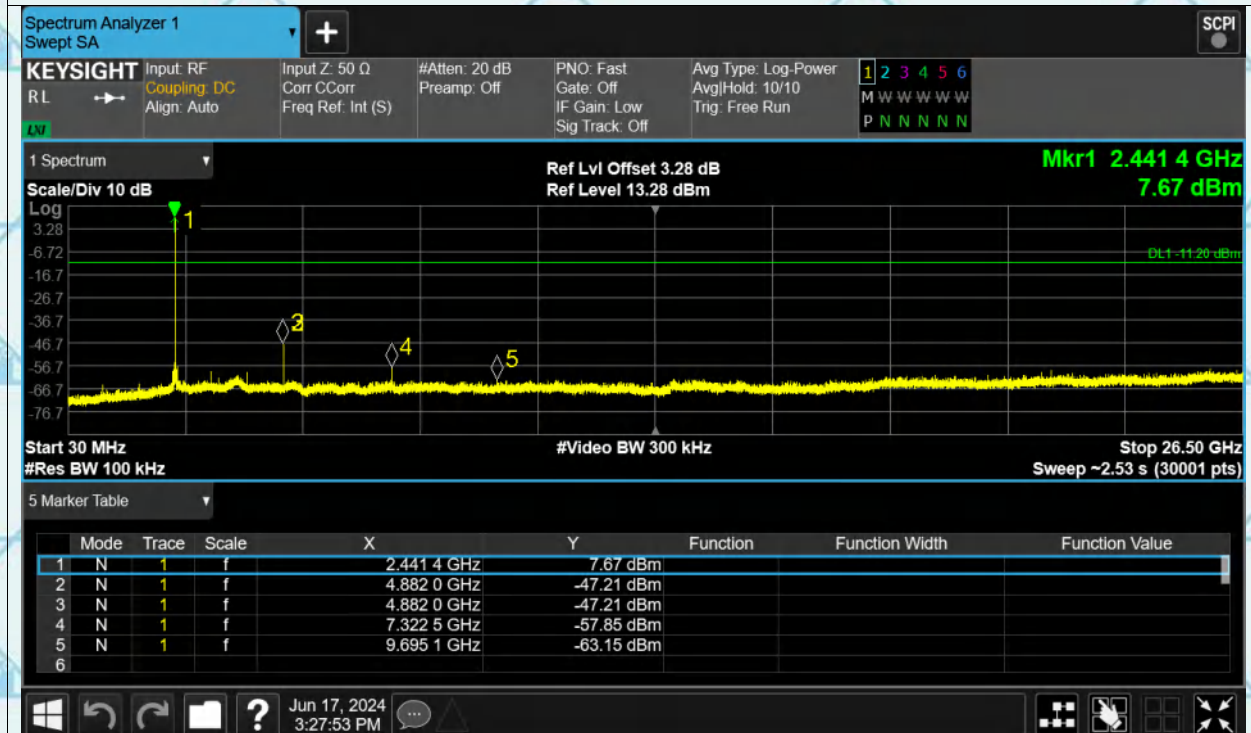 Spectrum Analyzer 1
Swept SA
+
SCPI
KEYSIGHT
RL
LXI
Input: RF
Coupling: DC
Align: Auto
Input Z: 50 Ω
Corr CCorr
Freq Ref: Int (S)
#Atten: 20 dB
Preamp: Off
PNO: Fast
Gate: Off
IF Gain: Low
Sig Track: Off
Avg Type: Log-Power
Avg|Hold: 10/10
Trig: Free Run
1 2 3 4 5 6
M W W W W W
P N N N N N
1 Spectrum
Scale/Div 10 dB
Ref Lvl Offset 3.28 dB
Ref Level 13.28 dBm
Mkr1 2.441 4 GHz
7.67 dBm
Log
3.28
-6.72
-16.7
-26.7
-36.7
-46.7
-56.7
-66.7
-76.7
1
3
4
5
DL1 -11.20 dBm
Start 30 MHz
#Res BW 100 kHz
#Video BW 300 kHz
Stop 26.50 GHz
Sweep ~2.53 s (30001 pts)
5 Marker Table
Mode Trace Scale X Y Function Function Width Function Value
1 N 1 f 2.441 4 GHz 7.67 dBm
2 N 1 f 4.882 0 GHz -47.21 dBm
3 N 1 f 4.882 0 GHz -47.21 dBm
4 N 1 f 7.322 5 GHz -57.85 dBm
5 N 1 f 9.695 1 GHz -63.15 dBm
6
?
Jun 17, 2024
3:27:53 PM